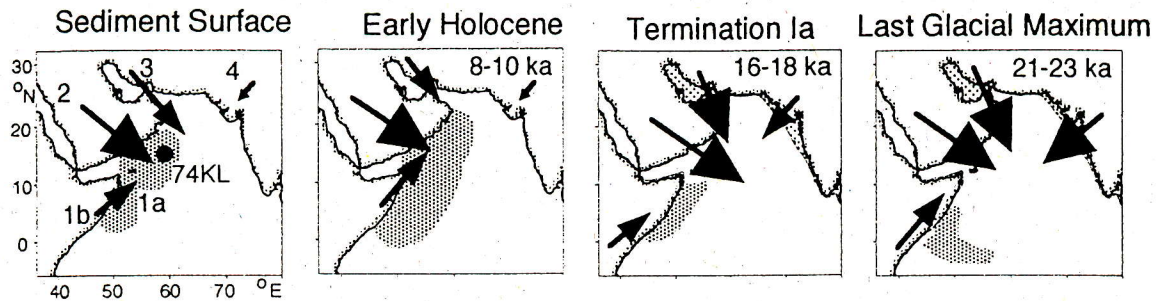 Sediment Surface
Early Holocene
Termination Ia
Last Glacial Maximum
30
3
4
8-10 ka
16-18 ka
21-23 ka
°N
2
20
74KL
10
1b
1a
0
40
50
60
70
°E